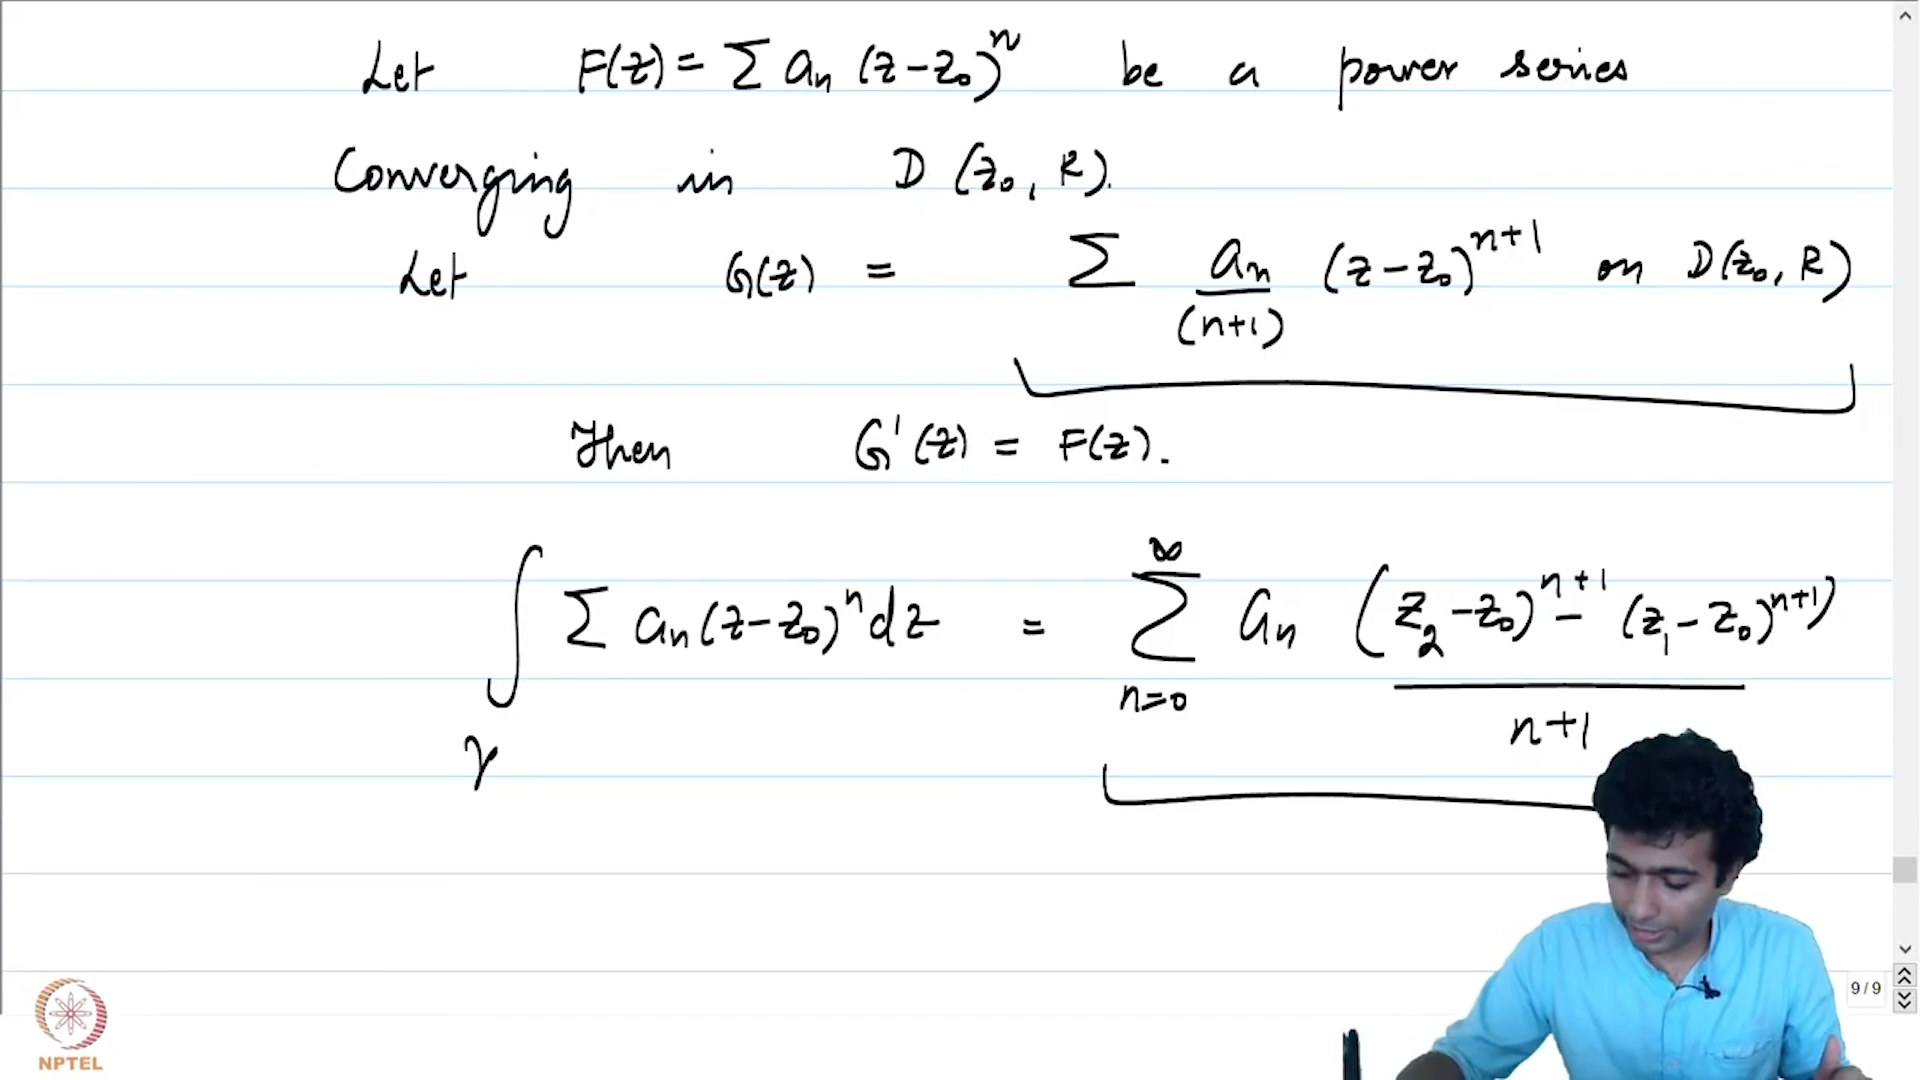 Let F(z) = Σ aₙ (z-z₀)ⁿ be a power series
Converging in D (z₀, R).
Let G(z) = Σ aₙ/(n+1) (z-z₀)ⁿ⁺¹ on D(z₀, R)
Then G'(z) = F(z).
∫_γ Σ aₙ(z-z₀)ⁿ dz = Σ_{n=0}^{∞} aₙ ((z₂-z₀)ⁿ⁺¹ - (z₁-z₀)ⁿ⁺¹)/n+1
9 / 9
NPTEL